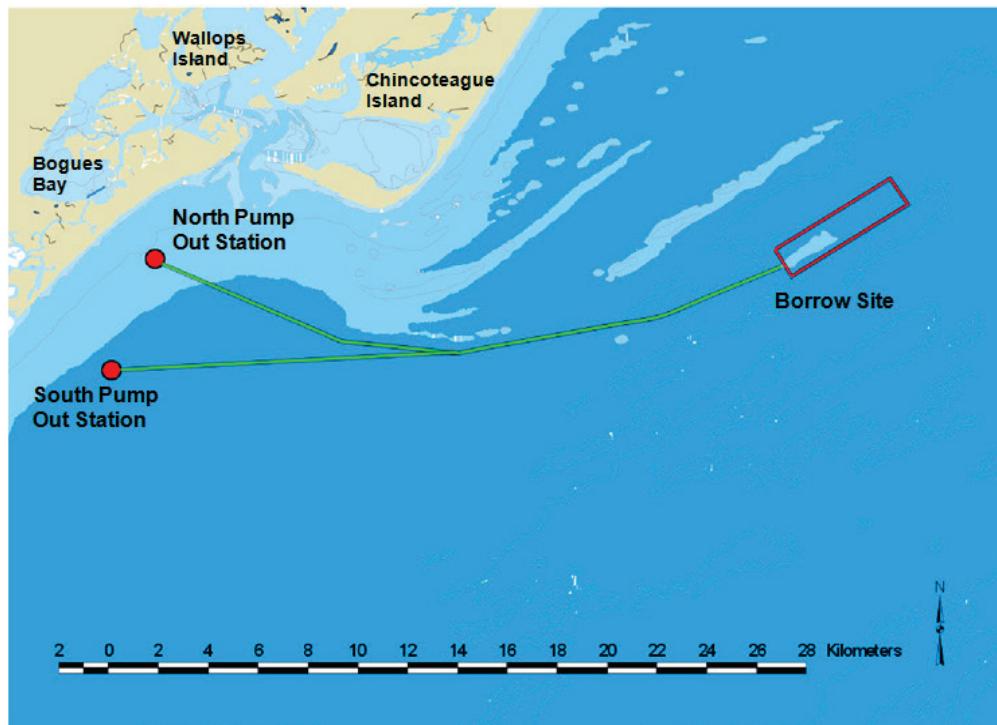 Wallops
Island
Chincoteague
Island
Bogues
Bay
North Pump
Out Station
Borrow Site
South Pump
Out Station
N
2 0 2 4 6 8 10 12 14 16 18 20 22 24 26 28 Kilometers